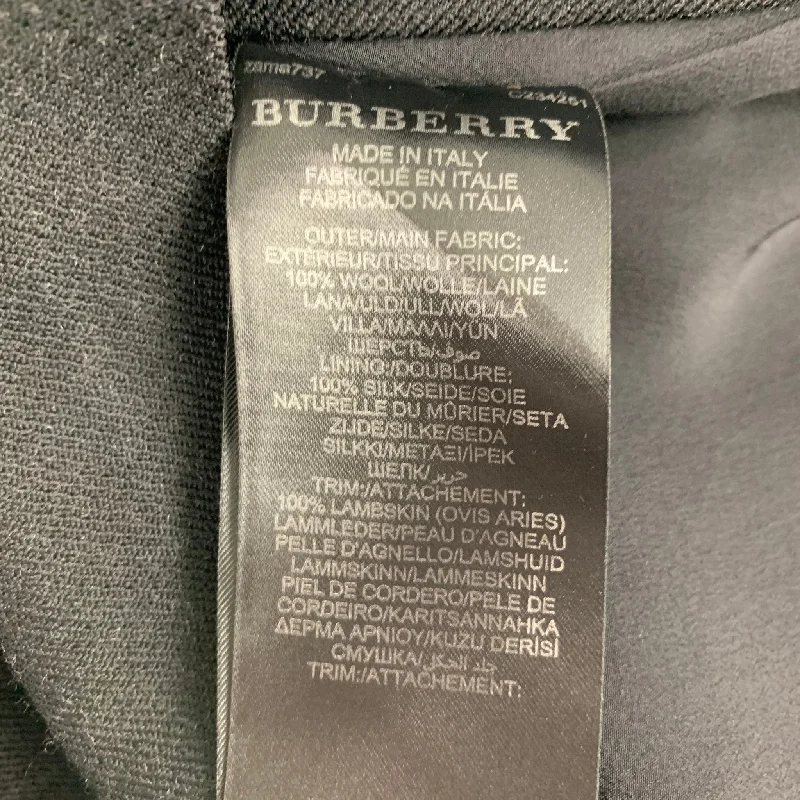 zama737
C234281
BURBERRY
MADE IN ITALY
FABRIQUÉ EN ITALIE
FABRICADO NA ITÁLIA
OUTER/MAIN FABRIC:
EXTERIEUR/TISSU PRINCIPAL:
100% WOOL/WOLLE/LAINE
LANA/ULD/ULL/WOL/LÃ
VILLA/ΜΑΛΛΙ/YÜN
ШЕРСТЬ/صوف
LINING/DOUBLURE:
100% SILK/SEIDE/SOIE
NATURELLE DU MÛRIER/SETA
ZIJDE/SILKE/SEDA
SILKKI/ΜΕΤΑΞΙ/İPEK
ШЕЛК/حرير
TRIM:/ATTACHEMENT:
100% LAMBSKIN (OVIS ARIES)
LAMMLEDER/PEAU D'AGNEAU
PELLE D'AGNELLO/LAMSHUID
LAMMSKINN/LAMMESKINN
PIEL DE CORDERO/PELE DE
CORDEIRO/KARITSANNAHKA
ΔΕΡΜΑ ΑΡΝΙΟΥ/KUZU DERİSİ
СМУШКА/جلد الحمل
TRIM:/ATTACHEMENT: